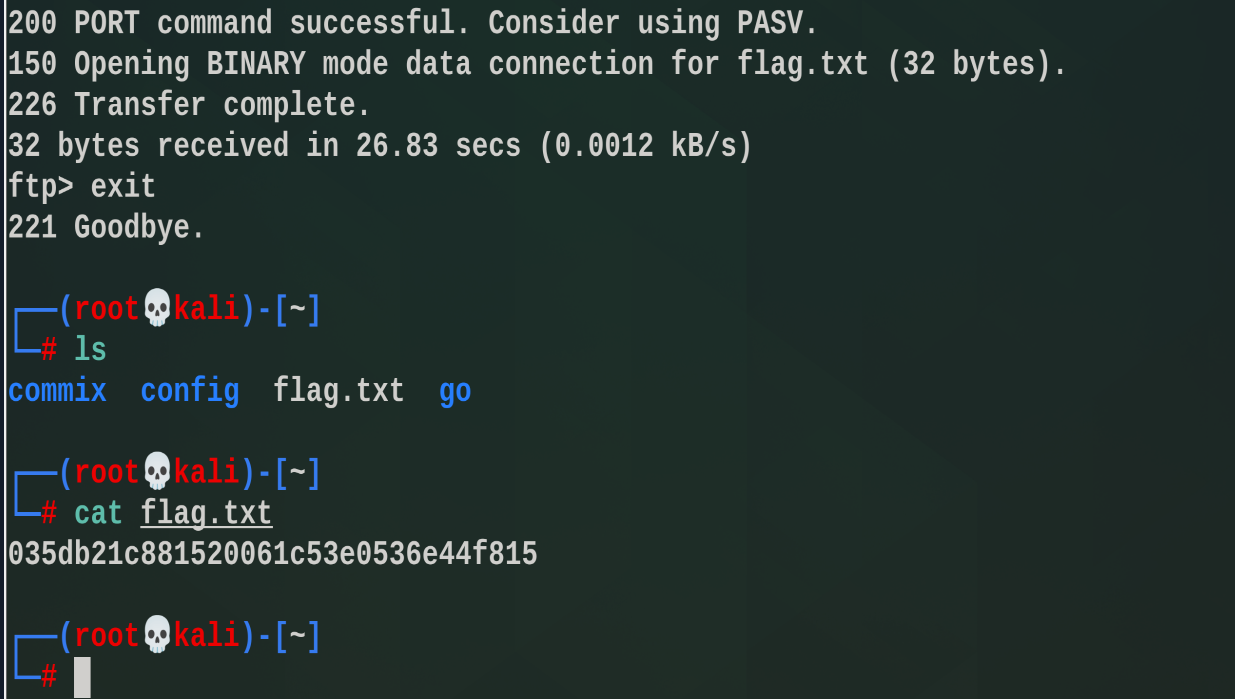 200 PORT command successful. Consider using PASV.
150 Opening BINARY mode data connection for flag.txt (32 bytes).
226 Transfer complete.
32 bytes received in 26.83 secs (0.0012 kB/s)
ftp> exit
221 Goodbye.
┌──(root💀kali)-[~]
└─# ls
commix  config  flag.txt  go
┌──(root💀kali)-[~]
└─# cat flag.txt
035db21c881520061c53e0536e44f815
┌──(root💀kali)-[~]
└─#